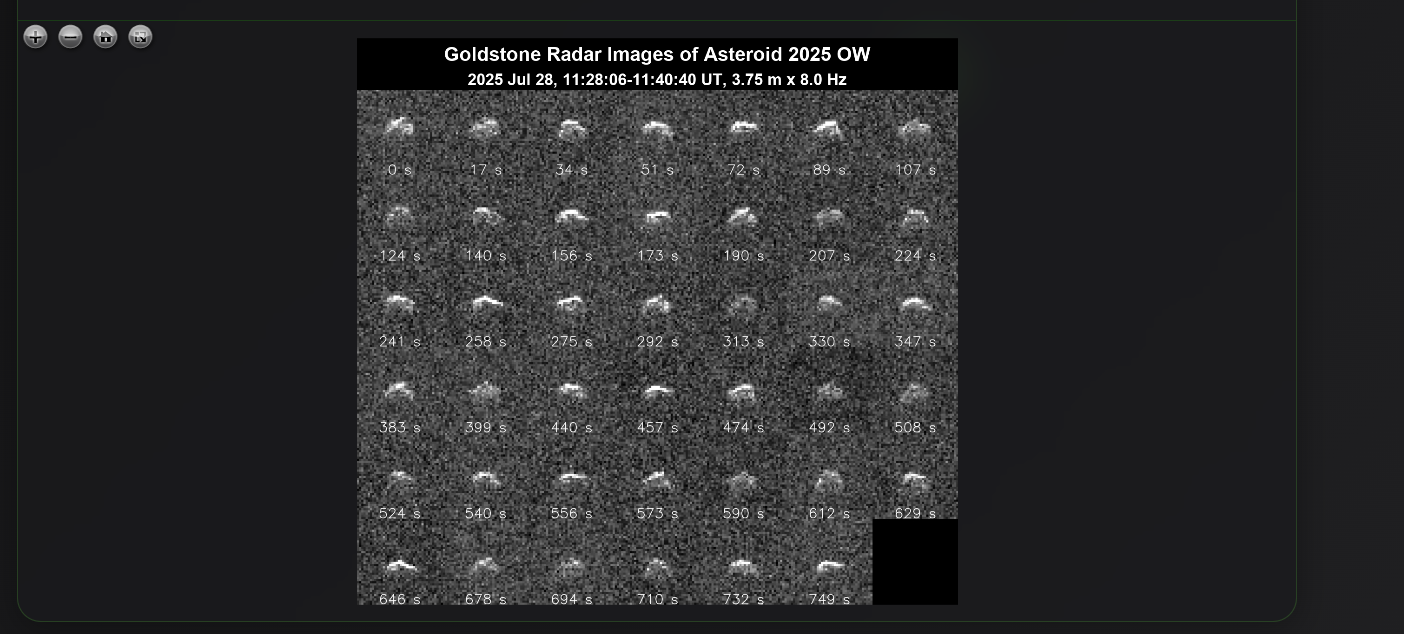 Goldstone Radar Images of Asteroid 2025 OW
2025 Jul 28, 11:28:06-11:40:40 UT, 3.75 m x 8.0 Hz
0 s 17 s 34 s 51 s 72 s 89 s 107 s
124 s 140 s 156 s 173 s 190 s 207 s 224 s
241 s 258 s 275 s 292 s 313 s 330 s 347 s
383 s 399 s 440 s 457 s 474 s 492 s 508 s
524 s 540 s 556 s 573 s 590 s 612 s 629 s
646 s 678 s 694 s 710 s 732 s 749 s